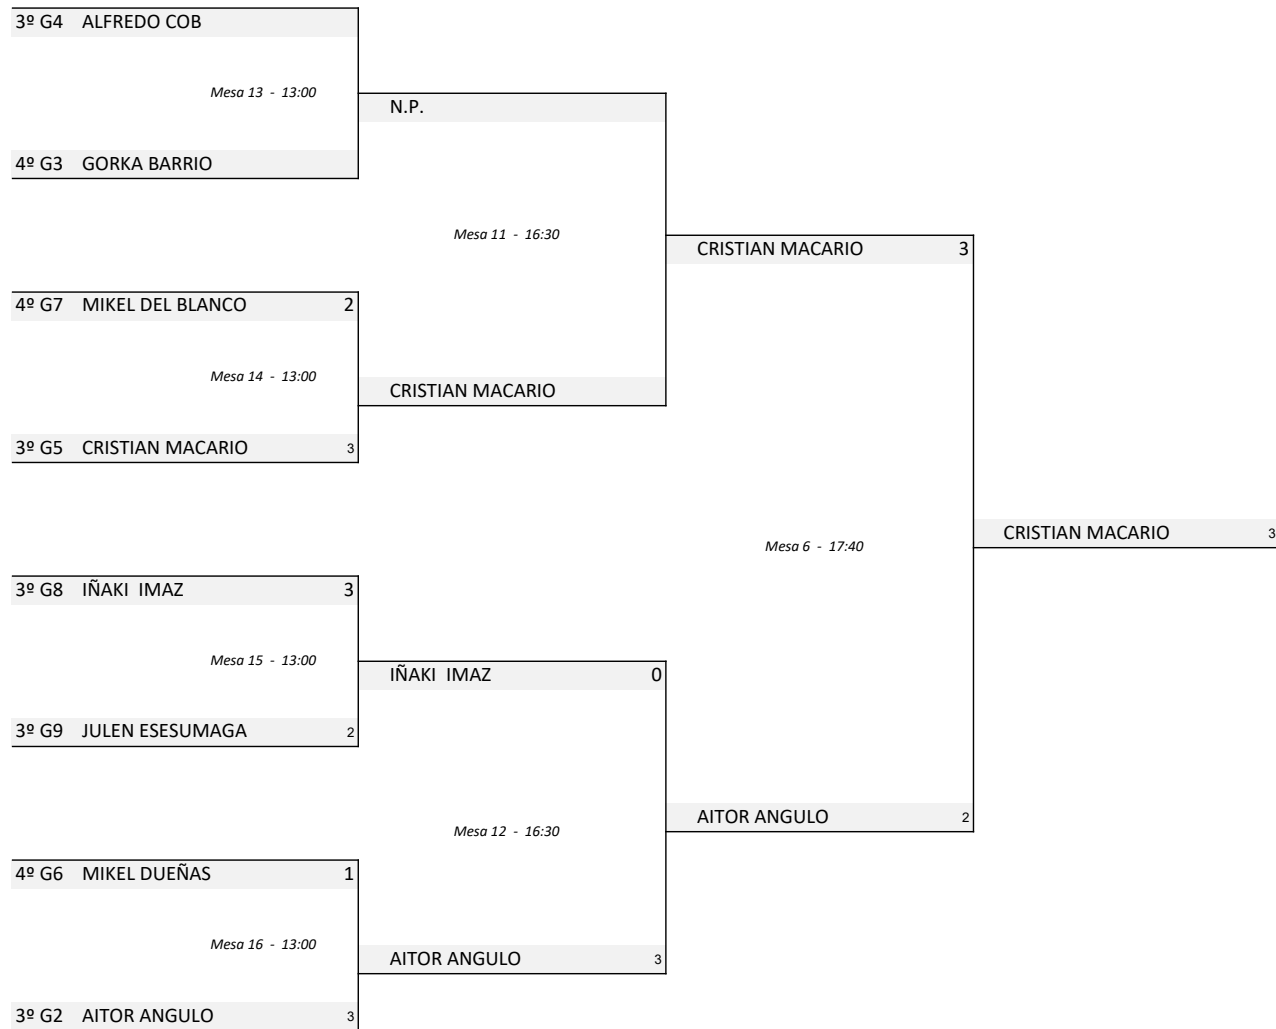 3º G4 ALFREDO COB
Mesa 13 - 13:00
N.P.
4º G3 GORKA BARRIO
Mesa 11 - 16:30
CRISTIAN MACARIO 3
4º G7 MIKEL DEL BLANCO 2
Mesa 14 - 13:00
CRISTIAN MACARIO
3º G5 CRISTIAN MACARIO 3
CRISTIAN MACARIO 3
Mesa 6 - 17:40
3º G8 IÑAKI IMAZ 3
Mesa 15 - 13:00
IÑAKI IMAZ 0
3º G9 JULEN ESESUMAGA 2
AITOR ANGULO 2
Mesa 12 - 16:30
4º G6 MIKEL DUEÑAS 1
Mesa 16 - 13:00
AITOR ANGULO 3
3º G2 AITOR ANGULO 3